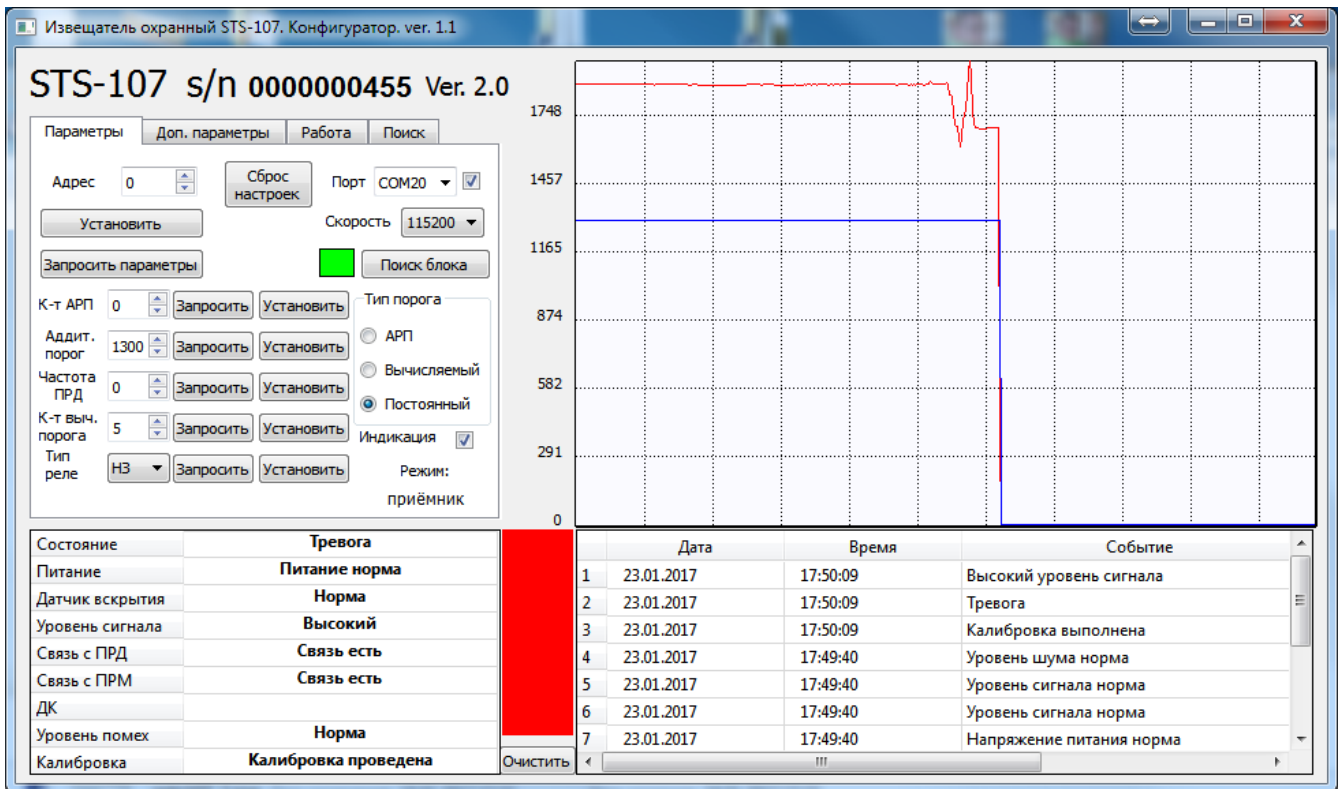 Извещатель охранный STS-107. Конфигуратор. ver. 1.1
STS-107 s/n 0000000455 Ver. 2.0
Параметры Доп. параметры Работа Поиск
Адрес 0 Сброс настроек Порт COM20
Установить Скорость 115200
Запросить параметры Поиск блока
К-т АРП 0 Запросить Установить Тип порога
Аддит. порог 1300 Запросить Установить АРП
Частота ПРД 0 Запросить Установить Вычисляемый
Постоянный
К-т выч. порога 5 Запросить Установить Индикация
Тип реле НЗ Запросить Установить Режим:
приёмник
1748
1457
1165
874
582
291
0
Состояние Тревога
Питание Питание норма
Датчик вскрытия Норма
Уровень сигнала Высокий
Связь с ПРД Связь есть
Связь с ПРМ Связь есть
ДК
Уровень помех Норма
Калибровка Калибровка проведена
Очистить
Дата Время Событие
1 23.01.2017 17:50:09 Высокий уровень сигнала
2 23.01.2017 17:50:09 Тревога
3 23.01.2017 17:50:09 Калибровка выполнена
4 23.01.2017 17:49:40 Уровень шума норма
5 23.01.2017 17:49:40 Уровень сигнала норма
6 23.01.2017 17:49:40 Уровень сигнала норма
7 23.01.2017 17:49:40 Напряжение питания норма